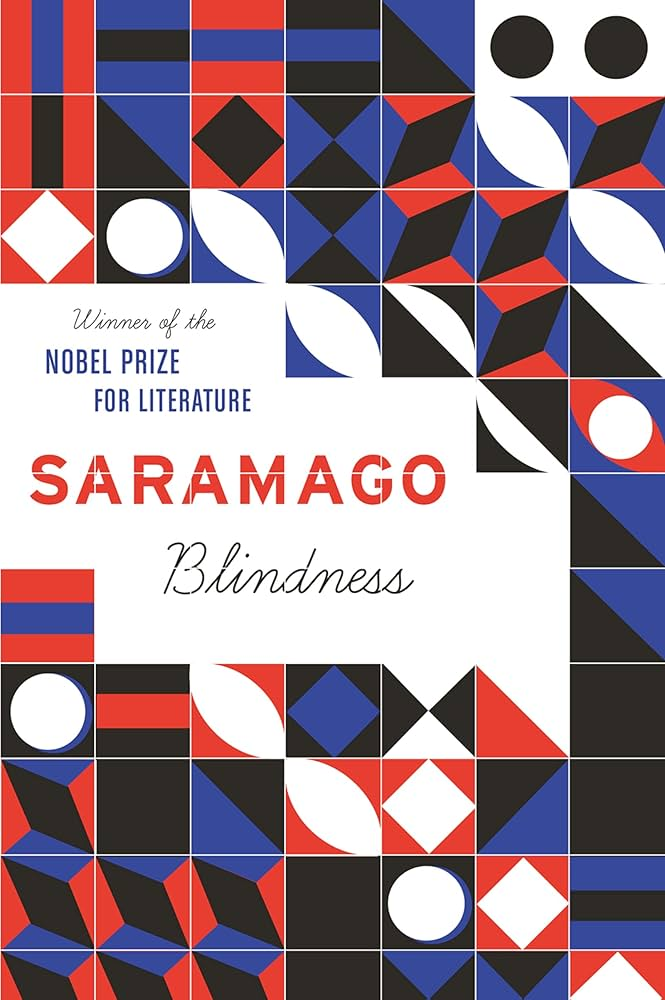 Winner of the
NOBEL PRIZE
FOR LITERATURE
SARAMAGO
Blindness